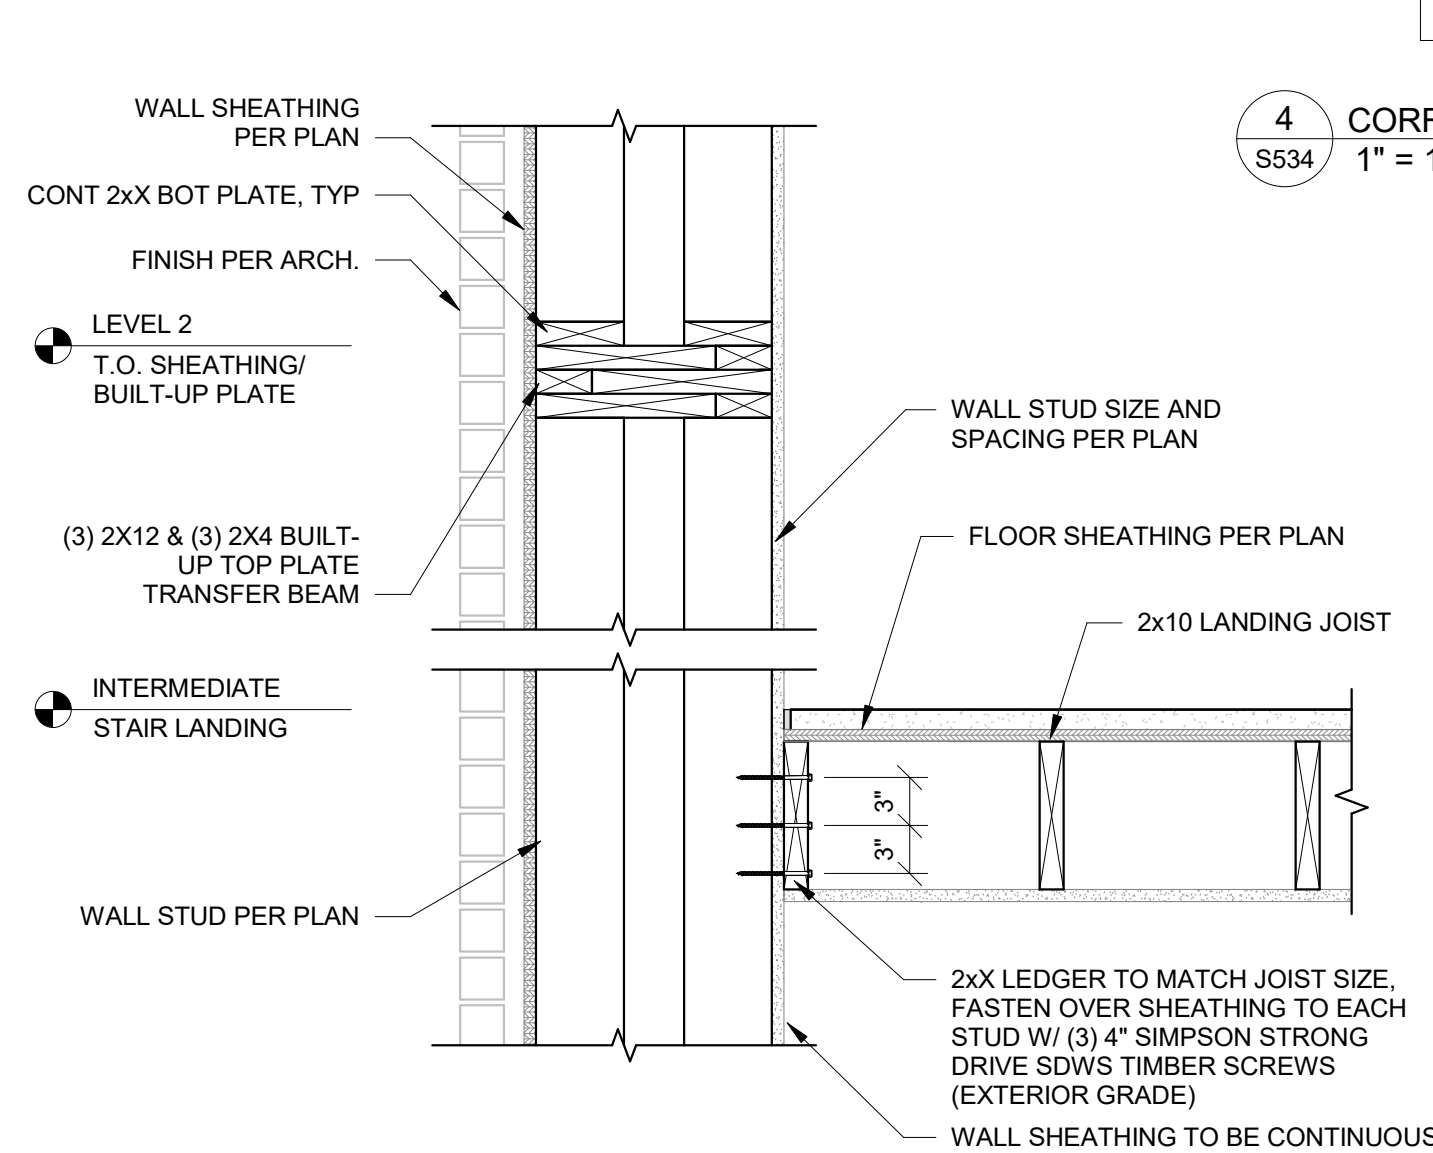 WALL SHEATHING
PER PLAN
CONT 2xX BOT PLATE, TYP
FINISH PER ARCH.
LEVEL 2
T.O. SHEATHING/
BUILT-UP PLATE
(3) 2X12 & (3) 2X4 BUILT-
UP TOP PLATE
TRANSFER BEAM
INTERMEDIATE
STAIR LANDING
WALL STUD PER PLAN
4
S534
1" = 1
WALL STUD SIZE AND
SPACING PER PLAN
FLOOR SHEATHING PER PLAN
2x10 LANDING JOIST
3"
3"
2xX LEDGER TO MATCH JOIST SIZE,
FASTEN OVER SHEATHING TO EACH
STUD W/ (3) 4" SIMPSON STRONG
DRIVE SDWS TIMBER SCREWS
(EXTERIOR GRADE)
WALL SHEATHING TO BE CONTINUOUS